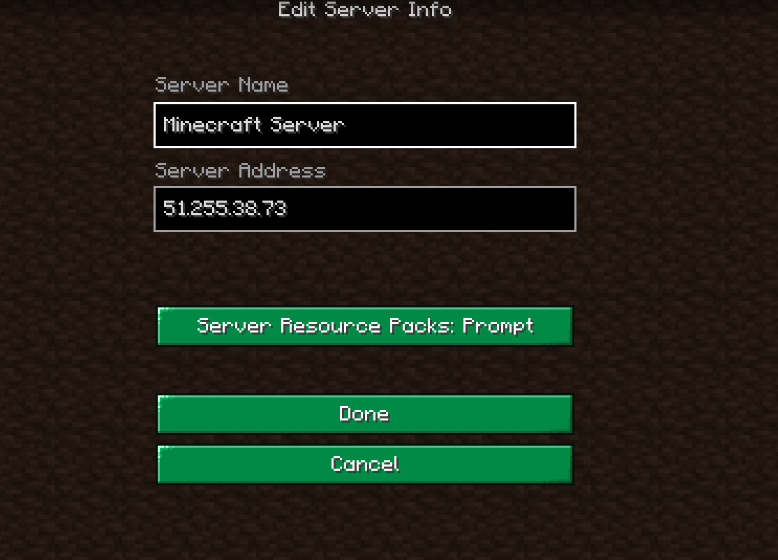 Edit Server Info
Server Name
Minecraft Server
Server Address
51.255.38.73
Server Resource Packs: Prompt
Done
Cancel